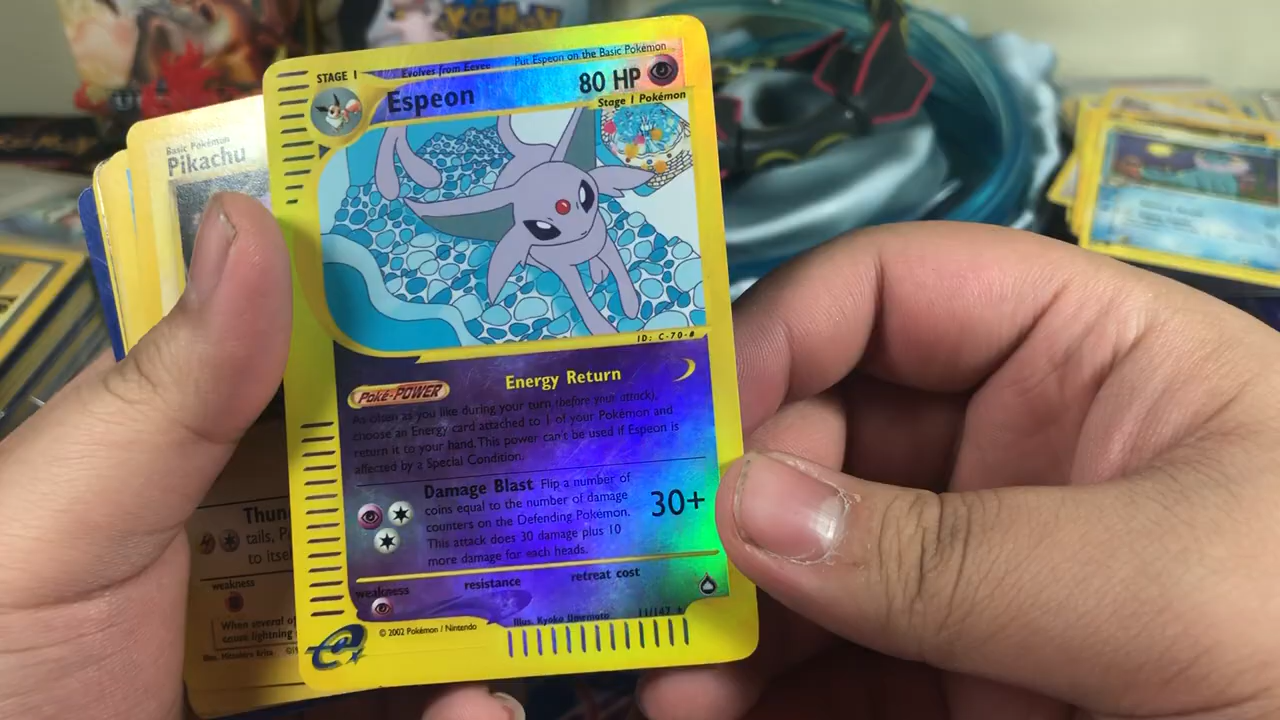 POKéMON
STAGE 1
Evolves from Eevee
Put Espeon on the Basic Pokémon
Espeon
80 HP
Stage 1 Pokémon
ID: C-70-#
Poké-POWER
Energy Return
As often as you like during your turn (before your attack),
choose an Energy card attached to 1 of your Pokémon and
return it to your hand. This power can't be used if Espeon is
affected by a Special Condition.
Damage Blast Flip a number of
coins equal to the number of damage
counters on the Defending Pokémon.
This attack does 30 damage plus 10
more damage for each heads.
30+
weakness
resistance
retreat cost
© 2002 Pokémon / Nintendo
Illus. Kyoko Umemoto
11/147 ★
e
Basic Pokémon
Pikachu
Thun
tails, P
to itse
weakness
When several of
cause lightning
Illus. Mitsuhiro Arita